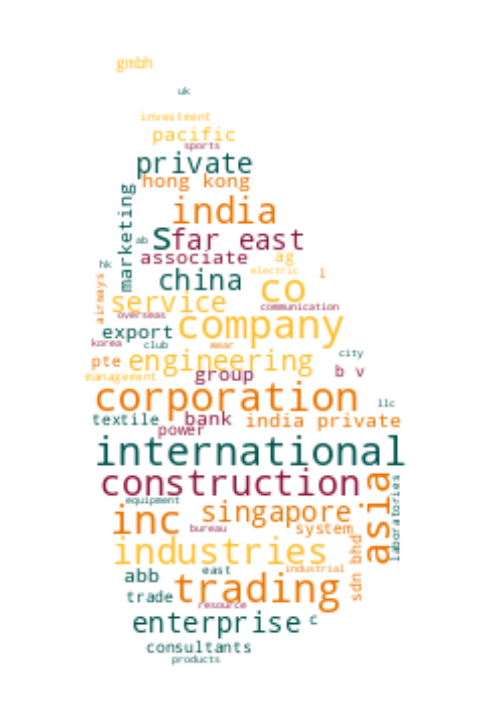 gmbh
uk
investment
pacific
sports
private
hong kong
marketing
india
ab
s
far east
associate
ag
hk
china
electric
l
airways
co
service
communication
overseas
company
export
korea
club
wear
city
pte
engineering
b v
management
group
corporation
llc
textile
bank
india private
power
international
construction
asia
laboratories
equipment
inc
singapore
bureau
system
industries
sdn bhd
east
industrial
abb
trading
trade
resource
enterprise
c
consultants
products